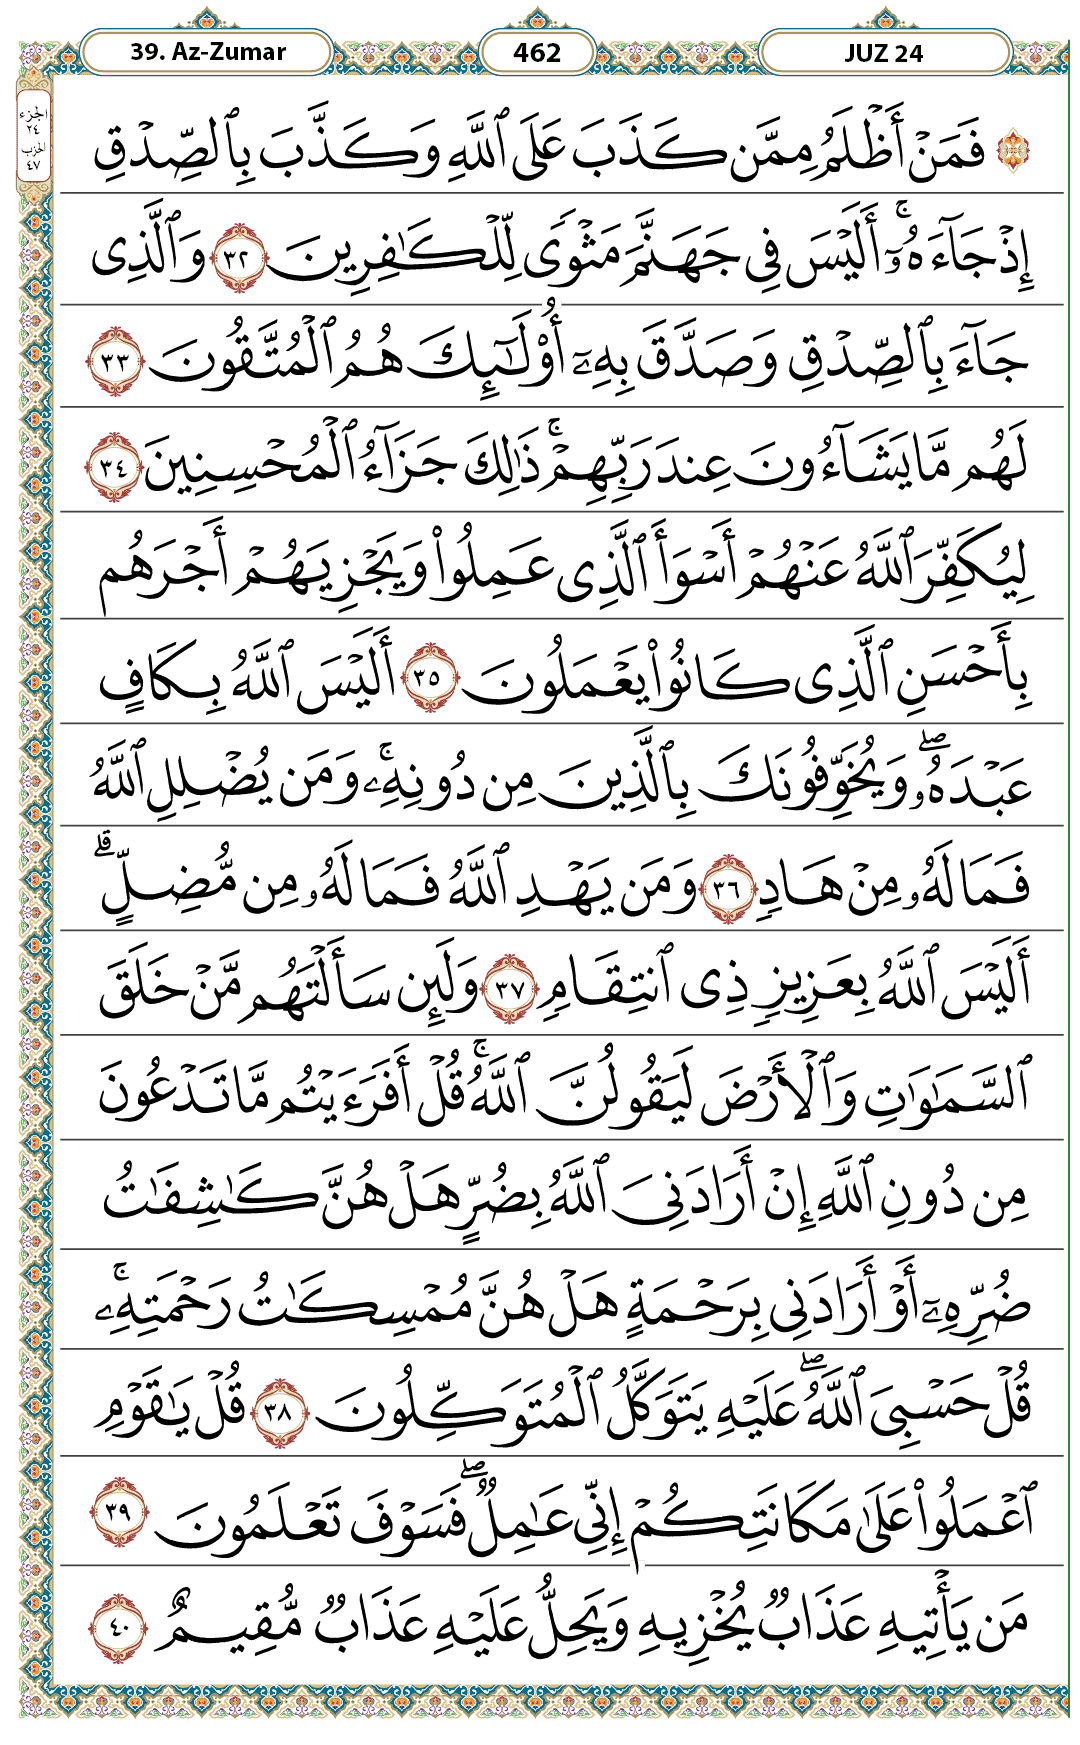 39. Az-Zumar
462
JUZ 24
الجزء
٢٤
الحزب
٤٧
۞ فَمَنْ أَظْلَمُ مِمَّن كَذَبَ عَلَى ٱللَّهِ وَكَذَّبَ بِٱلصِّدْقِ
إِذْ جَآءَهُۥٓ ۚ أَلَيْسَ فِى جَهَنَّمَ مَثْوًى لِّلْكَـٰفِرِينَ ٣٢ وَٱلَّذِى
جَآءَ بِٱلصِّدْقِ وَصَدَّقَ بِهِۦٓ أُو۟لَـٰٓئِكَ هُمُ ٱلْمُتَّقُونَ ٣٣
لَهُم مَّا يَشَآءُونَ عِندَ رَبِّهِمْ ۚ ذَٰلِكَ جَزَآءُ ٱلْمُحْسِنِينَ ٣٤
لِيُكَفِّرَ ٱللَّهُ عَنْهُمْ أَسْوَأَ ٱلَّذِى عَمِلُوا۟ وَيَجْزِيَهُمْ أَجْرَهُم
بِأَحْسَنِ ٱلَّذِى كَانُوا۟ يَعْمَلُونَ ٣٥ أَلَيْسَ ٱللَّهُ بِكَافٍ
عَبْدَهُۥ ۖ وَيُخَوِّفُونَكَ بِٱلَّذِينَ مِن دُونِهِۦ ۚ وَمَن يُضْلِلِ ٱللَّهُ
فَمَا لَهُۥ مِنْ هَادٍ ٣٦ وَمَن يَهْدِ ٱللَّهُ فَمَا لَهُۥ مِن مُّضِلٍّ ۗ
أَلَيْسَ ٱللَّهُ بِعَزِيزٍ ذِى ٱنتِقَامٍ ٣٧ وَلَئِن سَأَلْتَهُم مَّنْ خَلَقَ
ٱلسَّمَـٰوَٰتِ وَٱلْأَرْضَ لَيَقُولُنَّ ٱللَّهُ ۚ قُلْ أَفَرَءَيْتُم مَّا تَدْعُونَ
مِن دُونِ ٱللَّهِ إِنْ أَرَادَنِىَ ٱللَّهُ بِضُرٍّ هَلْ هُنَّ كَـٰشِفَـٰتُ
ضُرِّهِۦٓ أَوْ أَرَادَنِى بِرَحْمَةٍ هَلْ هُنَّ مُمْسِكَـٰتُ رَحْمَتِهِۦ ۚ
قُلْ حَسْبِىَ ٱللَّهُ ۖ عَلَيْهِ يَتَوَكَّلُ ٱلْمُتَوَكِّلُونَ ٣٨ قُلْ يَـٰقَوْمِ
ٱعْمَلُوا۟ عَلَىٰ مَكَانَتِكُمْ إِنِّى عَـٰمِلٌ ۖ فَسَوْفَ تَعْلَمُونَ ٣٩
مَن يَأْتِيهِ عَذَابٌ يُخْزِيهِ وَيَحِلُّ عَلَيْهِ عَذَابٌ مُّقِيمٌ ٤٠